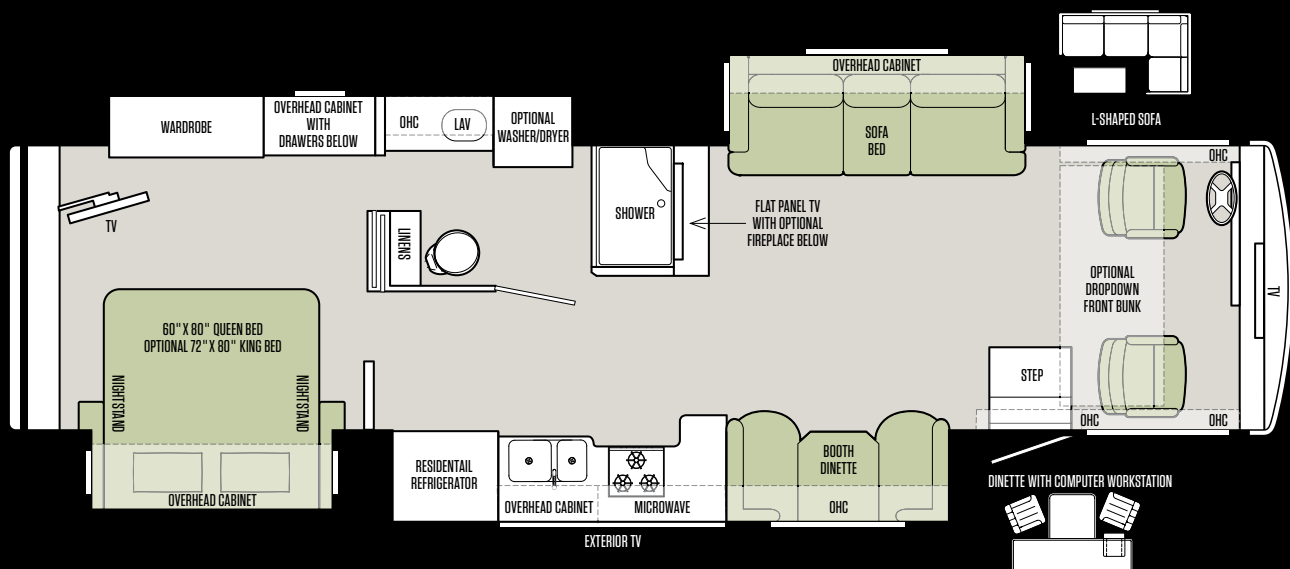 OVERHEAD CABINET
SOFA
BED
L-SHAPED SOFA
WARDROBE
OVERHEAD CABINET
WITH
DRAWERS BELOW
OHC
LAV
OPTIONAL
WASHER/DRYER
OHC
TV
LINENS
SHOWER
FLAT PANEL TV
WITH OPTIONAL
FIREPLACE BELOW
OPTIONAL
DROPDOWN
FRONT BUNK
TV
60" X 80" QUEEN BED
OPTIONAL 72" X 80" KING BED
NIGHTSTAND
NIGHTSTAND
OVERHEAD CABINET
STEP
OHC
OHC
RESIDENTAIL
REFRIGERATOR
OVERHEAD CABINET
MICROWAVE
BOOTH
DINETTE
OHC
EXTERIOR TV
DINETTE WITH COMPUTER WORKSTATION